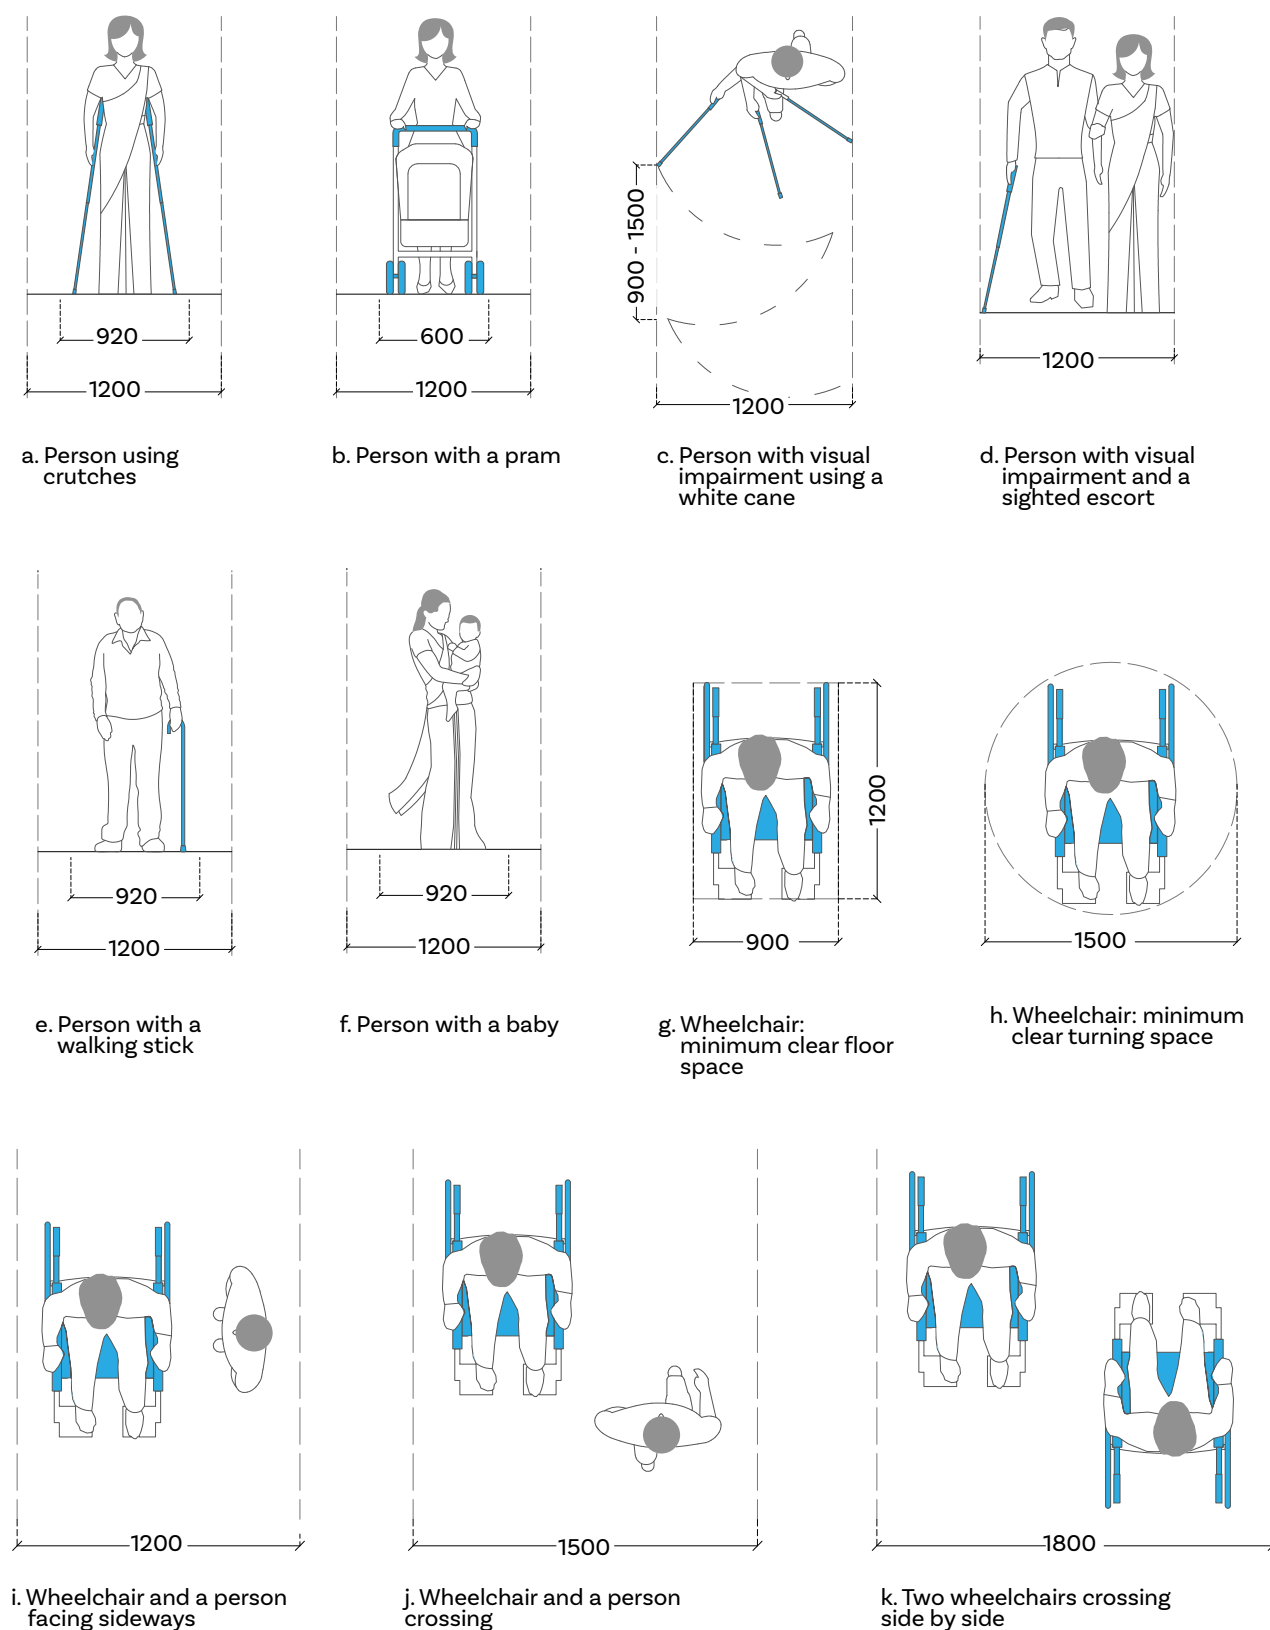 920
1200
600
1200
900 - 1500
1200
1200
a. Person using
crutches
b. Person with a pram
c. Person with visual
impairment using a
white cane
d. Person with visual
impairment and a
sighted escort
920
1200
920
1200
1200
900
1500
e. Person with a
walking stick
f. Person with a baby
g. Wheelchair:
minimum clear floor
space
h. Wheelchair: minimum
clear turning space
1200
1500
1800
i. Wheelchair and a person
facing sideways
j. Wheelchair and a person
crossing
k. Two wheelchairs crossing
side by side